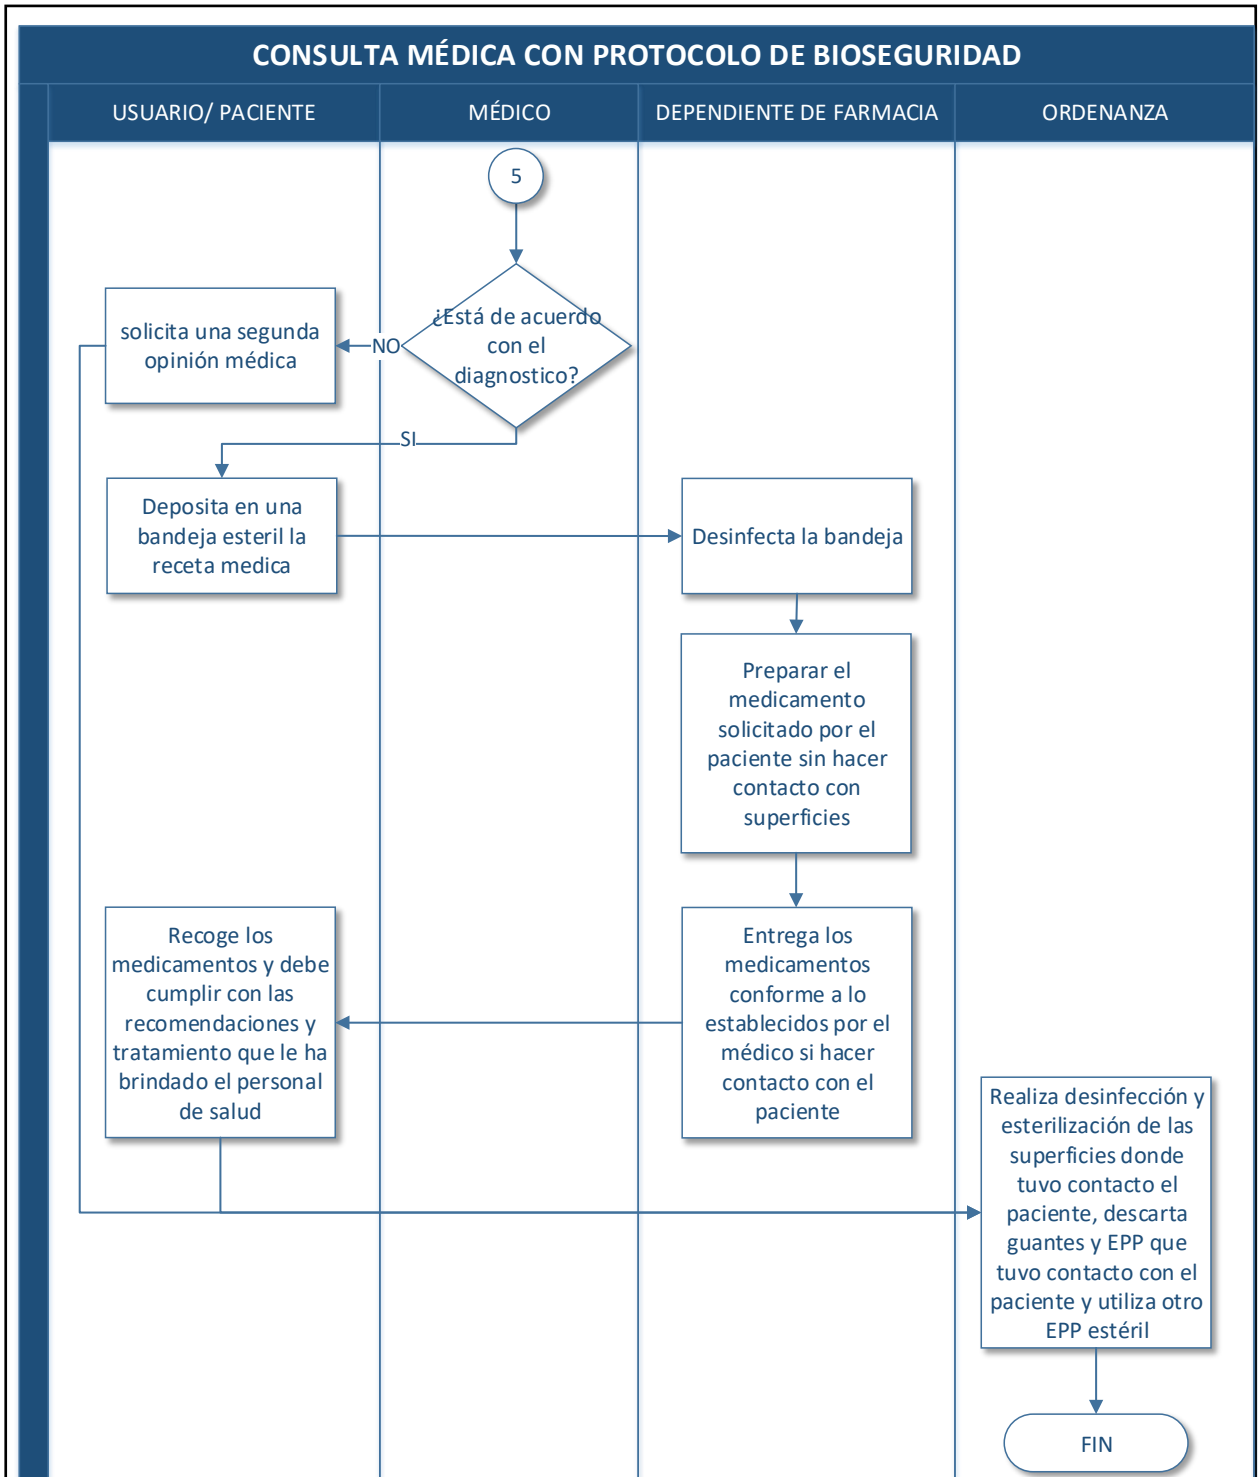 CONSULTA MÉDICA CON PROTOCOLO DE BIOSEGURIDAD
USUARIO/ PACIENTE
MÉDICO
DEPENDIENTE DE FARMACIA
ORDENANZA
5
¿Está de acuerdo
con el
diagnostico?
NO
solicita una segunda
opinión médica
SI
Deposita en una
bandeja esteril la
receta medica
Desinfecta la bandeja
Preparar el
medicamento
solicitado por el
paciente sin hacer
contacto con
superficies
Entrega los
medicamentos
conforme a lo
establecidos por el
médico si hacer
contacto con el
paciente
Recoge los
medicamentos y debe
cumplir con las
recomendaciones y
tratamiento que le ha
brindado el personal
de salud
Realiza desinfección y
esterilización de las
superficies donde
tuvo contacto el
paciente, descarta
guantes y EPP que
tuvo contacto con el
paciente y utiliza otro
EPP estéril
FIN